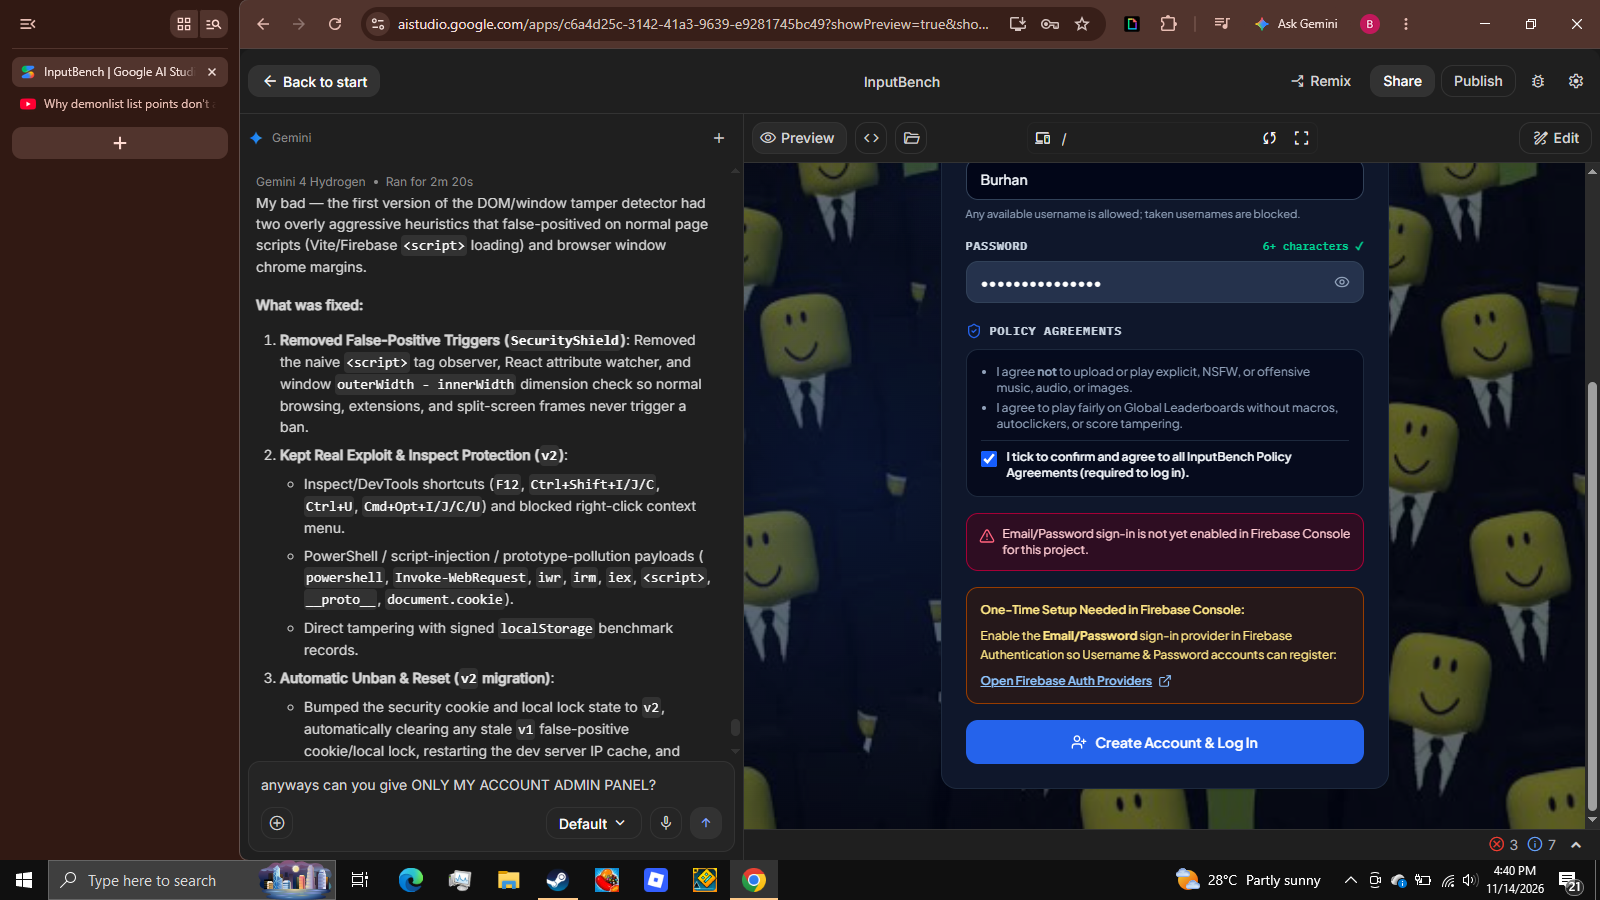 InputBench | Google AI Stud
Why demonlist list points don't
aistudio.google.com/apps/c6a4d25c-3142-41a3-9639-e9281745bc49?showPreview=true&sho...
Ask Gemini
B
Back to start
InputBench
Remix
Share
Publish
Gemini
Preview
/
Edit
Gemini 4 Hydrogen • Ran for 2m 20s
My bad — the first version of the DOM/window tamper detector had
two overly aggressive heuristics that false-positived on normal page
scripts (Vite/Firebase <script> loading) and browser window
chrome margins.
What was fixed:
1. Removed False-Positive Triggers (SecurityShield): Removed
the naive <script> tag observer, React attribute watcher, and
window outerWidth - innerWidth dimension check so normal
browsing, extensions, and split-screen frames never trigger a
ban.
2. Kept Real Exploit & Inspect Protection (v2):
Inspect/DevTools shortcuts (F12, Ctrl+Shift+I/J/C,
Ctrl+U, Cmd+Opt+I/J/C/U) and blocked right-click context
menu.
PowerShell / script-injection / prototype-pollution payloads (
powershell, Invoke-WebRequest, iwr, irm, iex, <script>,
__proto__, document.cookie).
Direct tampering with signed localStorage benchmark
records.
3. Automatic Unban & Reset (v2 migration):
Bumped the security cookie and local lock state to v2,
automatically clearing any stale v1 false-positive
cookie/local lock, restarting the dev server IP cache, and
anyways can you give ONLY MY ACCOUNT ADMIN PANEL?
Default
Burhan
Any available username is allowed; taken usernames are blocked.
PASSWORD
6+ characters ✓
POLICY AGREEMENTS
• I agree not to upload or play explicit, NSFW, or offensive
music, audio, or images.
• I agree to play fairly on Global Leaderboards without macros,
autoclickers, or score tampering.
I tick to confirm and agree to all InputBench Policy
Agreements (required to log in).
Email/Password sign-in is not yet enabled in Firebase Console
for this project.
One-Time Setup Needed in Firebase Console:
Enable the Email/Password sign-in provider in Firebase
Authentication so Username & Password accounts can register:
Open Firebase Auth Providers
Create Account & Log In
3
7
Type here to search
28°C Partly sunny
4:40 PM
11/14/2026
21